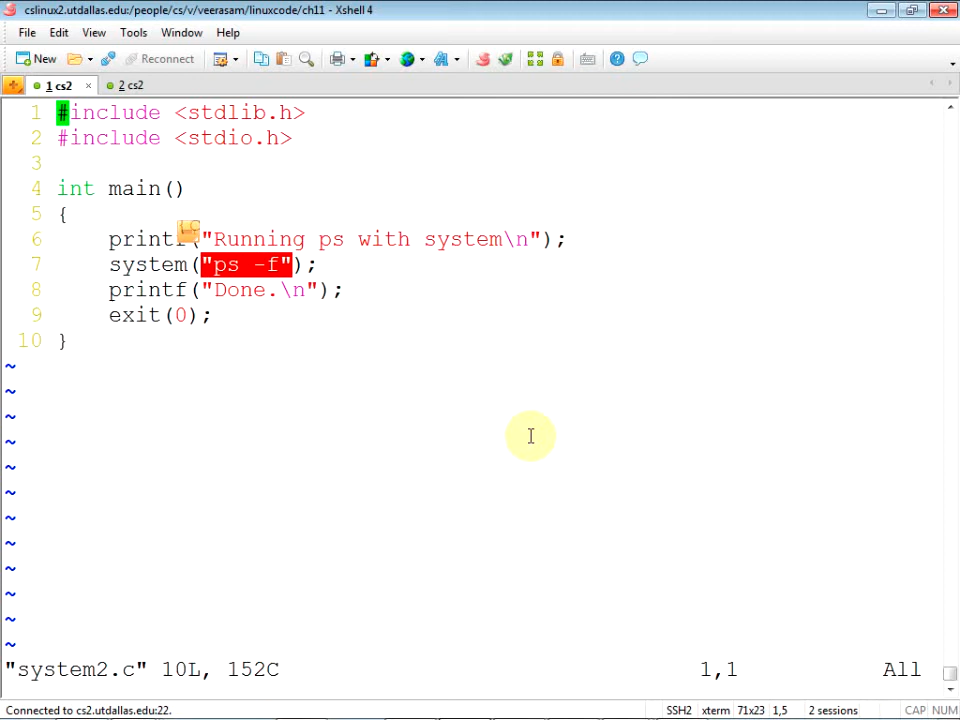 cslinux2.utdallas.edu:/people/cs/v/veerasam/linuxcode/ch11 - Xshell 4
File Edit View Tools Window Help
New Reconnect
1 cs2 × 2 cs2
1 #include <stdlib.h>
2 #include <stdio.h>
3
4 int main()
5 {
6 printf("Running ps with system\n");
7 system("ps -f");
8 printf("Done.\n");
9 exit(0);
10 }
~
~
~
~
~
~
~
~
~
~
~
~
"system2.c" 10L, 152C 1,1 All
Connected to cs2.utdallas.edu:22. SSH2 xterm 71x23 1,5 2 sessions CAP NUM